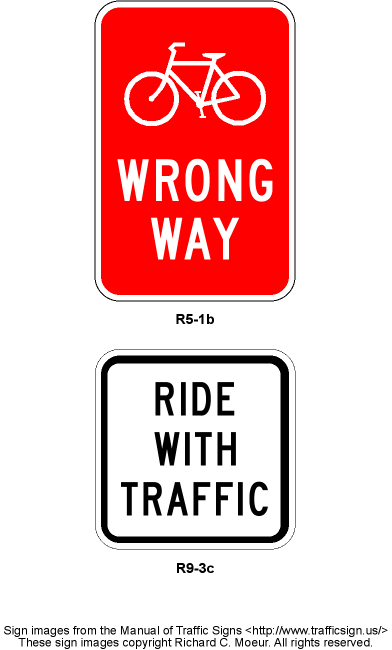 WRONG
WAY
R5-1b
RIDE
WITH
TRAFFIC
R9-3c
Sign images from the Manual of Traffic Signs <http://www.trafficsign.us/>
These sign images copyright Richard C. Moeur. All rights reserved.